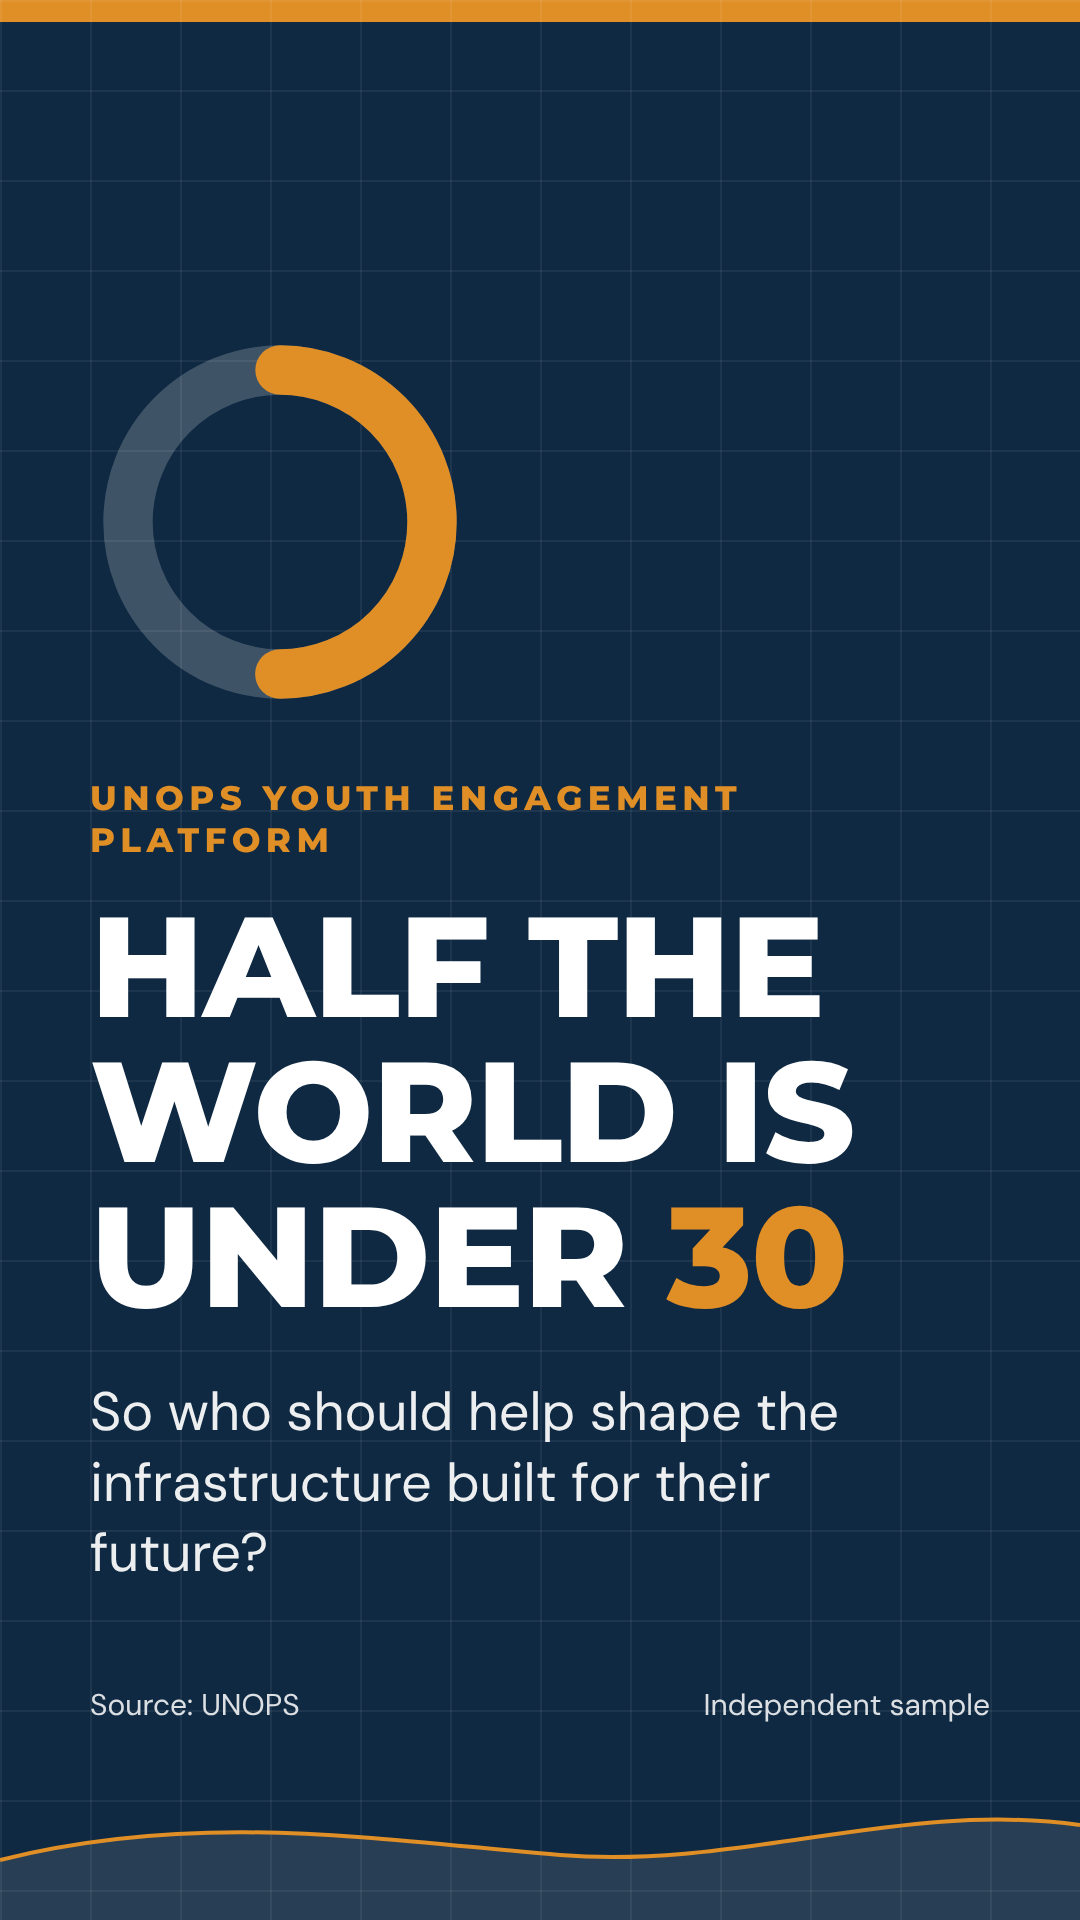 UNOPS YOUTH ENGAGEMENT
PLATFORM
HALF THE
WORLD IS
UNDER 30
So who should help shape the
infrastructure built for their
future?
Source: UNOPS
Independent sample